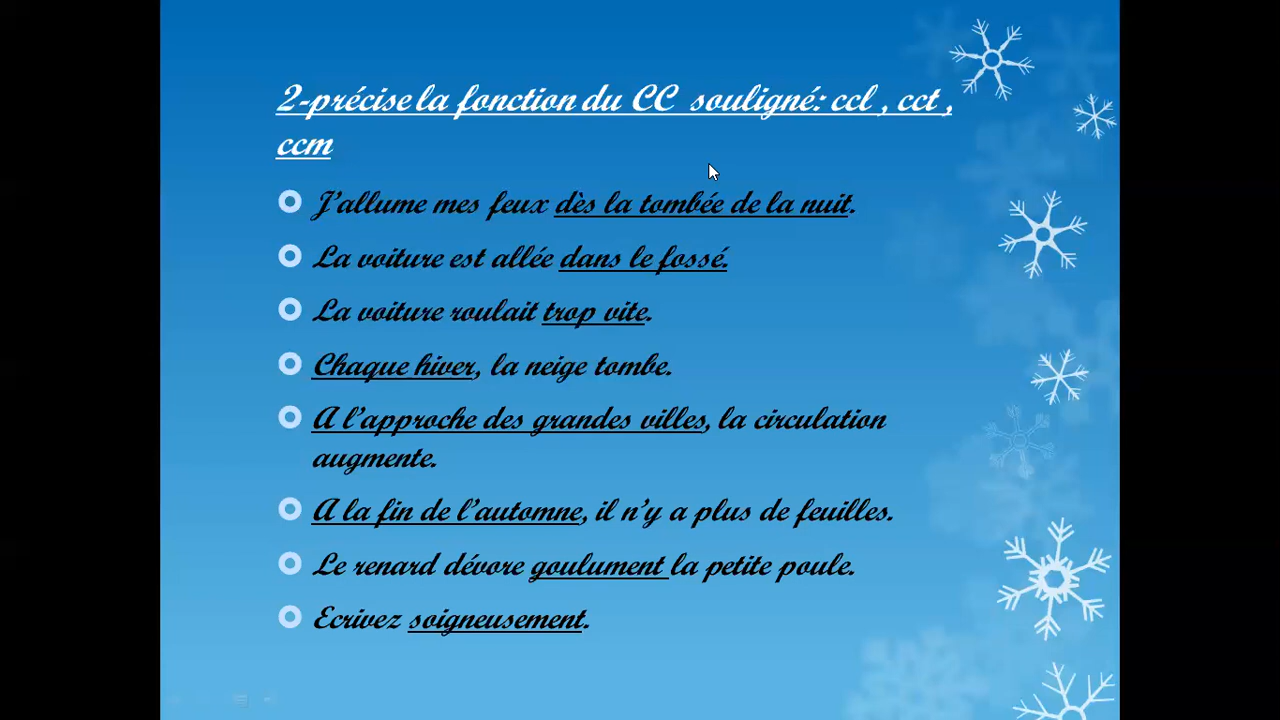 2-précise la fonction du CC souligné: ccl , cct ,
ccm
J'allume mes feux dès la tombée de la nuit.
La voiture est allée dans le fossé.
La voiture roulait trop vite.
Chaque hiver, la neige tombe.
A l'approche des grandes villes, la circulation
augmente.
A la fin de l'automne, il n'y a plus de feuilles.
Le renard dévore goulument la petite poule.
Ecrivez soigneusement.